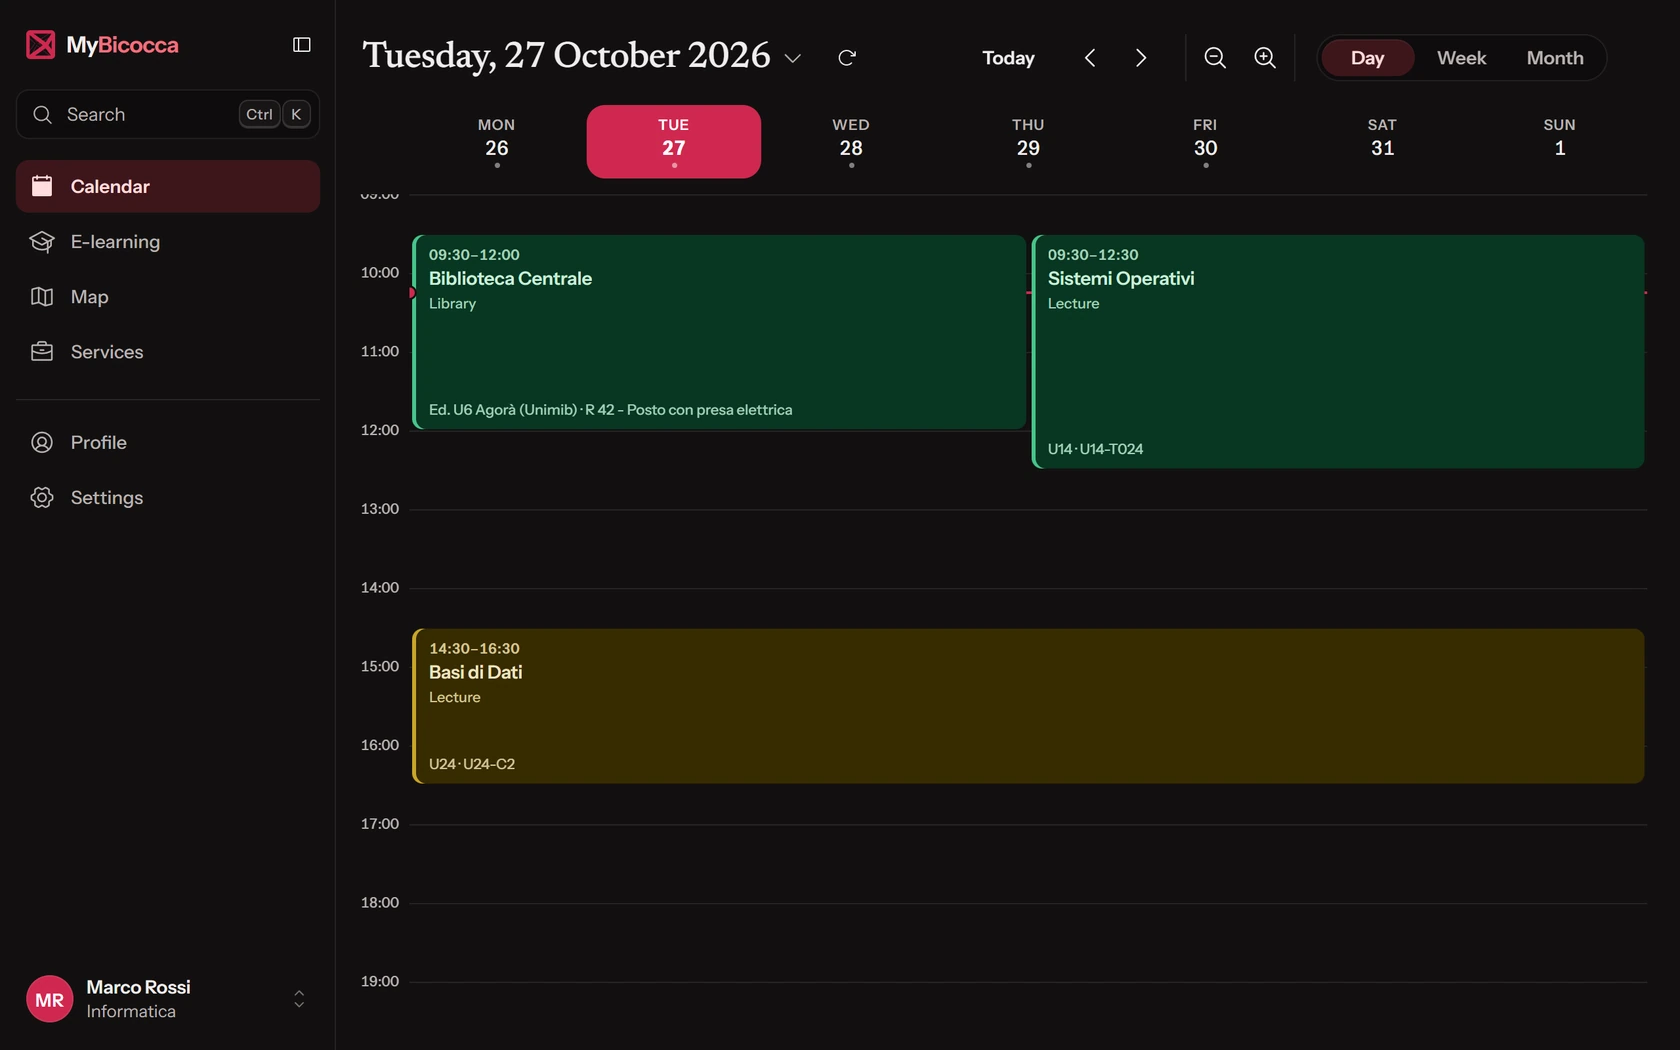 MyBicocca
Search Ctrl K
Calendar
E-learning
Map
Services
Profile
Settings
MR
Marco Rossi
Informatica
Tuesday, 27 October 2026
Today
Day Week Month
MON TUE WED THU FRI SAT SUN
26 27 28 29 30 31 1
09:00
09:30–12:00
Biblioteca Centrale
Library
Ed. U6 Agorà (Unimib) · R 42 - Posto con presa elettrica
09:30–12:30
Sistemi Operativi
Lecture
U14 · U14-T024
10:00
11:00
12:00
13:00
14:00
14:30–16:30
Basi di Dati
Lecture
U24 · U24-C2
15:00
16:00
17:00
18:00
19:00